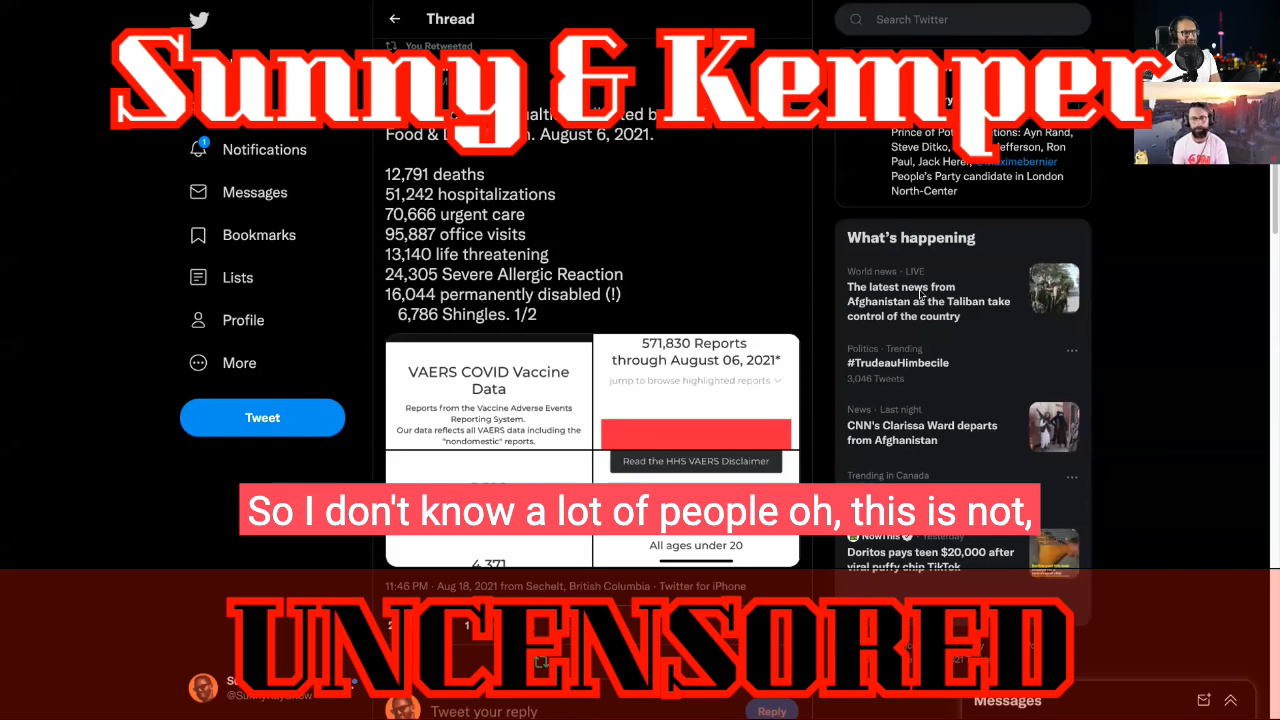 Thread
Search Twitter
You Retweeted
Sunny & Kemper
Food & D
August 6, 2021.
Prince of Pot
Ayn Rand,
Steve Ditko,
efferson, Ron
Paul, Jack Herer,
aximebernier
People's Party candidate in London
North-Center
1
Notifications
Messages
Bookmarks
Lists
Profile
More
Tweet
12,791 deaths
51,242 hospitalizations
70,666 urgent care
95,887 office visits
13,140 life threatening
24,305 Severe Allergic Reaction
16,044 permanently disabled (!)
6,786 Shingles. 1/2
VAERS COVID Vaccine
Data
Reports from the Vaccine Adverse Events
Reporting System.
Our data reflects all VAERS data including the
"nondomestic" reports.
571,830 Reports
through August 06, 2021*
jump to browse highlighted reports
Read the HHS VAERS Disclaimer
4,371
All ages under 20
What's happening
World news · LIVE
The latest news from
Afghanistan as the Taliban take
control of the country
Politics · Trending
#TrudeauHimbecile
3,046 Tweets
News · Last night
CNN's Clarissa Ward departs
from Afghanistan
Trending in Canada
NowThis · Yesterday
Doritos pays teen $20,000 after
viral puffy chip TikTok
So I don't know a lot of people oh, this is not,
11:46 PM · Aug 18, 2021 from Sechelt, British Columbia · Twitter for iPhone
UNCENSORED
Tweet your reply
Reply
Messages